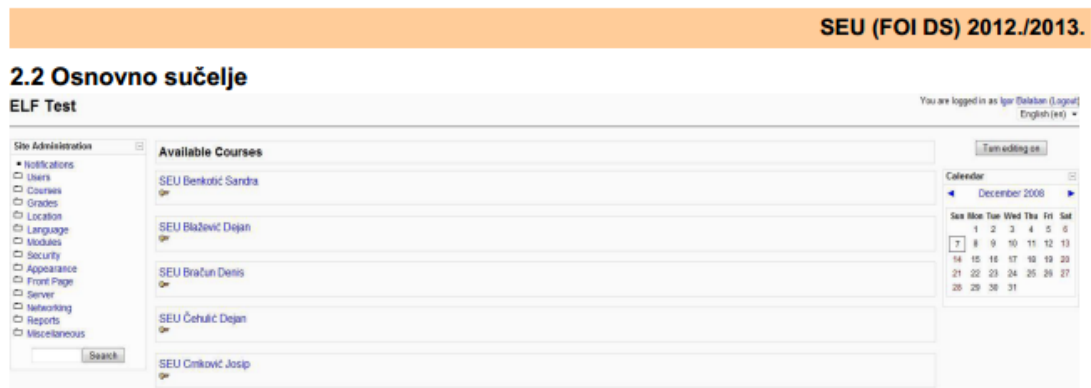 SEU (FOI DS) 2012./2013.
2.2 Osnovno sučelje
ELF Test
You are logged in as Igor Balaban (Logout)
English (en)
Site Administration
Notifications
Users
Courses
Grades
Location
Language
Modules
Security
Appearance
Front Page
Server
Networking
Reports
Miscellaneous
Search
Available Courses
SEU Benkotić Sandra
SEU Blažević Dejan
SEU Bračun Denis
SEU Čehulić Dejan
SEU Crnković Josip
Turn editing on
Calendar
December 2008
Sun Mon Tue Wed Thu Fri Sat
1 2 3 4 5 6
7 8 9 10 11 12 13
14 15 16 17 18 19 20
21 22 23 24 25 26 27
28 29 30 31